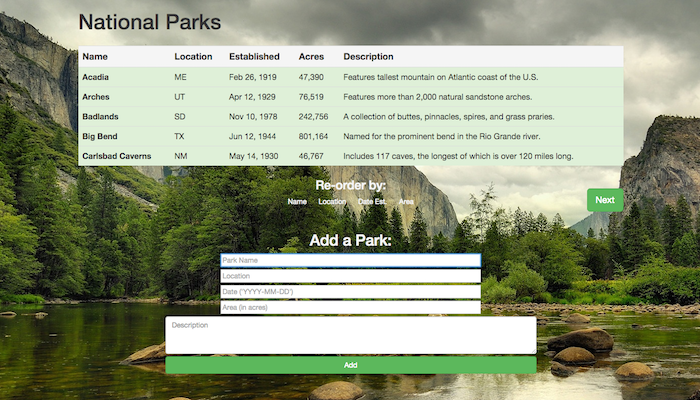 National Parks
Name Location Established Acres Description
Acadia ME Feb 26, 1919 47,390 Features tallest mountain on Atlantic coast of the U.S.
Arches UT Apr 12, 1929 76,519 Features more than 2,000 natural sandstone arches.
Badlands SD Nov 10, 1978 242,756 A collection of buttes, pinnacles, spires, and grass praries.
Big Bend TX Jun 12, 1944 801,164 Named for the prominent bend in the Rio Grande river.
Carlsbad Caverns NM May 14, 1930 46,767 Includes 117 caves, the longest of which is over 120 miles long.
Re-order by:
Name Location Date Est. Area
Next
Add a Park:
Park Name
Location
Date ('YYYY-MM-DD')
Area (in acres)
Description
Add